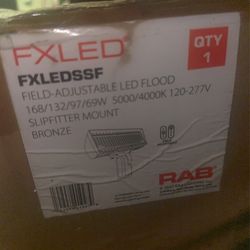 FXLED
QTY
1
FXLEDSSF
FIELD-ADJUSTABLE LED FLOOD
168/132/97/69W 5000/4000K 120-277V
SLIPFITTER MOUNT
BRONZE
RAB